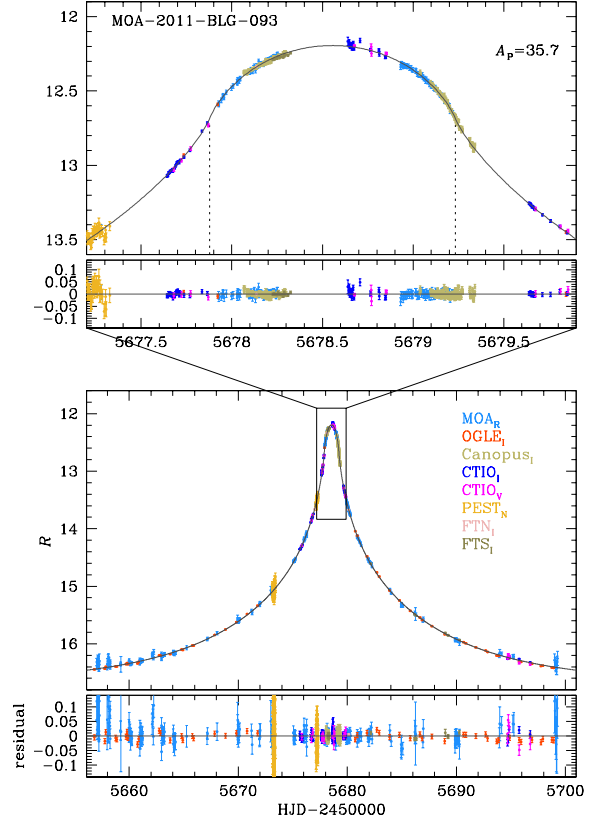 MOA-2011-BLG-093
A_P=35.7
12
12.5
13
13.5
0.1
0.05
0
−0.05
−0.1
5677.5 5678 5678.5 5679 5679.5
12
13
14
15
16
R
MOA_R
OGLE_I
Canopus_I
CTIO_I
CTIO_V
PEST_N
FTN_I
FTS_I
0.1
0.05
0
−0.05
−0.1
residual
5660 5670 5680 5690 5700
HJD−2450000